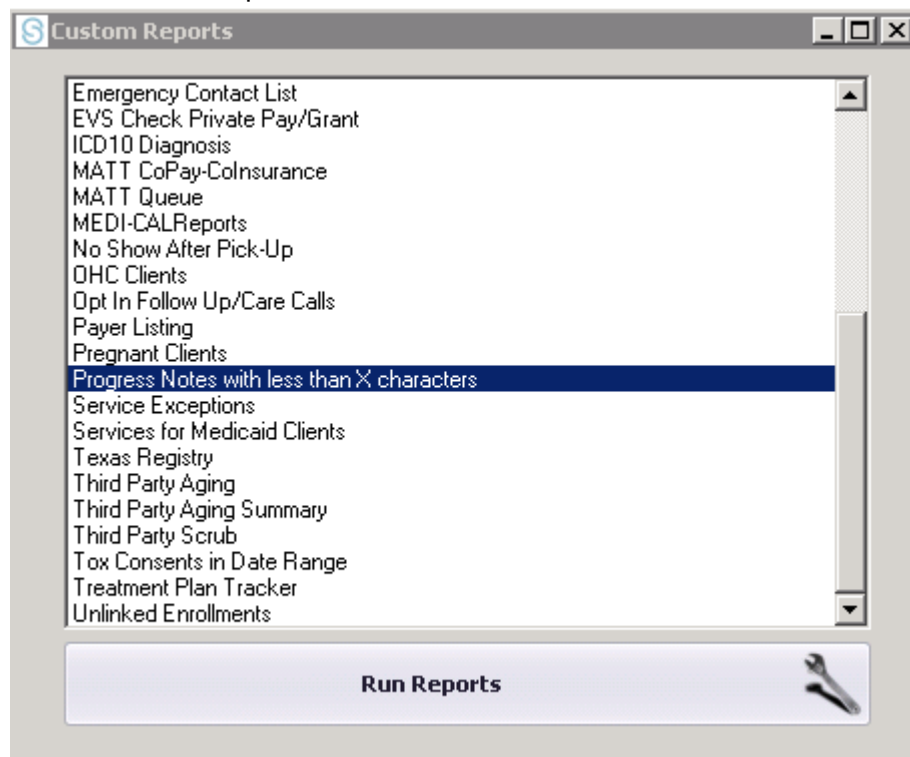 Custom Reports
Emergency Contact List
EVS Check Private Pay/Grant
ICD10 Diagnosis
MATT CoPay-CoInsurance
MATT Queue
MEDI-CALReports
No Show After Pick-Up
OHC Clients
Opt In Follow Up/Care Calls
Payer Listing
Pregnant Clients
Progress Notes with less than X characters
Service Exceptions
Services for Medicaid Clients
Texas Registry
Third Party Aging
Third Party Aging Summary
Third Party Scrub
Tox Consents in Date Range
Treatment Plan Tracker
Unlinked Enrollments
Run Reports